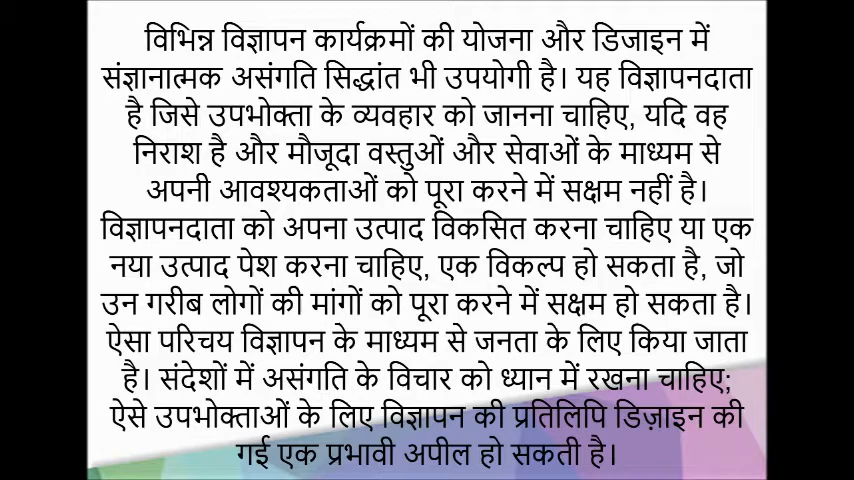 विभिन्न विज्ञापन कार्यक्रमों की योजना और डिजाइन में
संज्ञानात्मक असंगति सिद्धांत भी उपयोगी है। यह विज्ञापनदाता
है जिसे उपभोक्ता के व्यवहार को जानना चाहिए, यदि वह
निराश है और मौजूदा वस्तुओं और सेवाओं के माध्यम से
अपनी आवश्यकताओं को पूरा करने में सक्षम नहीं है।
विज्ञापनदाता को अपना उत्पाद विकसित करना चाहिए या एक
नया उत्पाद पेश करना चाहिए, एक विकल्प हो सकता है, जो
उन गरीब लोगों की मांगों को पूरा करने में सक्षम हो सकता है।
ऐसा परिचय विज्ञापन के माध्यम से जनता के लिए किया जाता
है। संदेशों में असंगति के विचार को ध्यान में रखना चाहिए;
ऐसे उपभोक्ताओं के लिए विज्ञापन की प्रतिलिपि डिज़ाइन की
गई एक प्रभावी अपील हो सकती है।